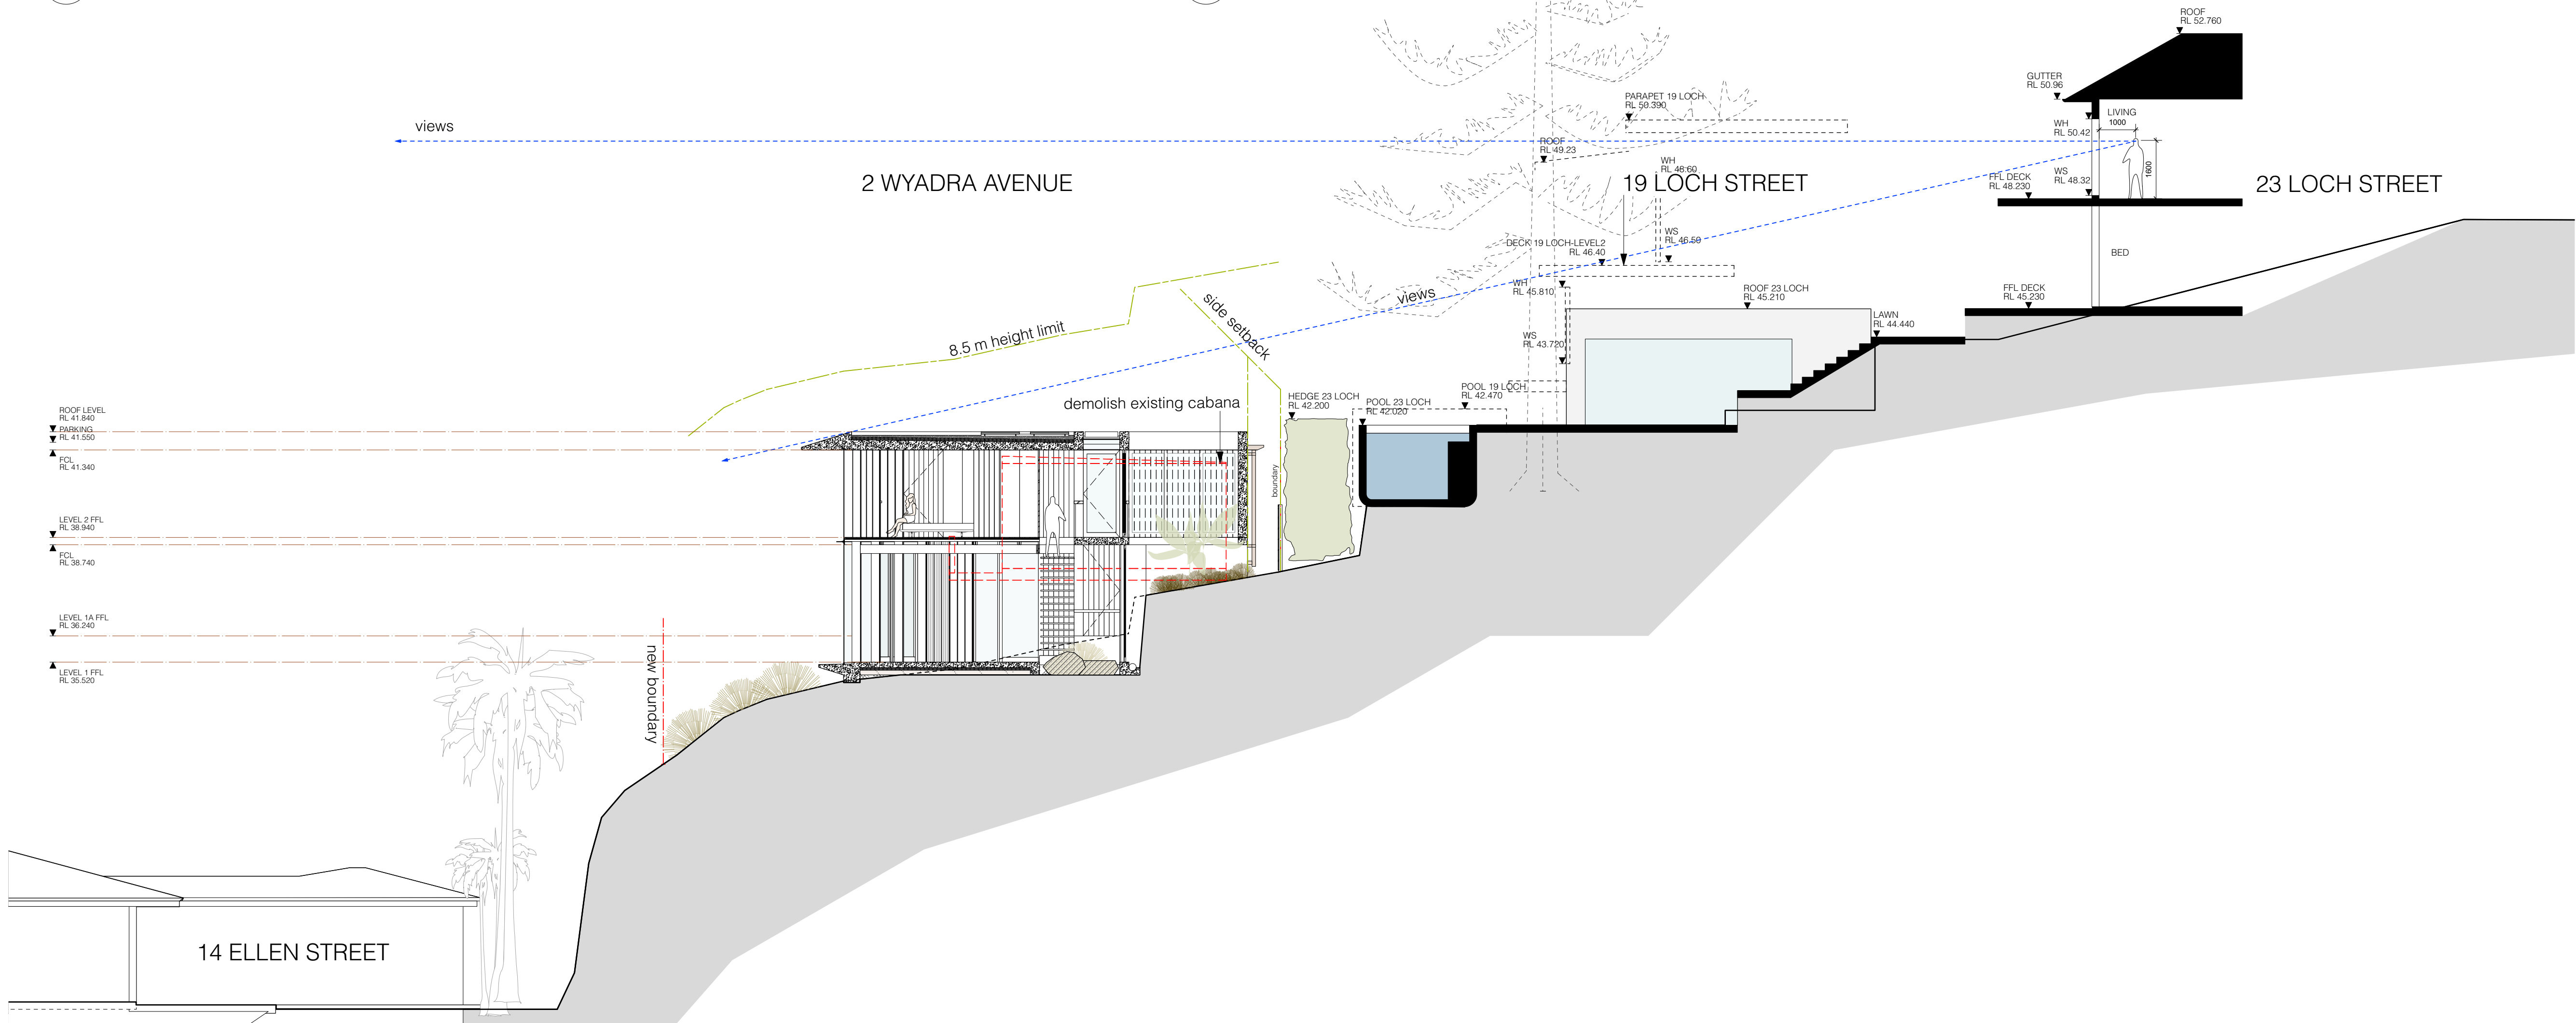 ROOF
RL 52.760
GUTTER
RL 50.96
PARAPET 19 LOCH
RL 50.390
LIVING
1000
WH
RL 50.42
views
ROOF
RL 49.23
WH
RL 48.60
1600
2 WYADRA AVENUE
19 LOCH STREET
23 LOCH STREET
FFL DECK
RL 48.230
WS
RL 48.32
WS
RL 46.59
DECK 19 LOCH-LEVEL2
RL 46.40
BED
WH
RL 45.810
views
ROOF 23 LOCH
RL 45.210
FFL DECK
RL 45.230
side setback
8.5 m height limit
LAWN
RL 44.440
WS
RL 43.720
POOL 19 LOCH
RL 42.470
HEDGE 23 LOCH
RL 42.200
POOL 23 LOCH
RL 42.020
demolish existing cabana
ROOF LEVEL
RL 41.840
PARKING
RL 41.550
FCL
RL 41.340
boundary
LEVEL 2 FFL
RL 38.940
FCL
RL 38.740
LEVEL 1A FFL
RL 36.240
LEVEL 1 FFL
RL 35.520
new boundary
14 ELLEN STREET